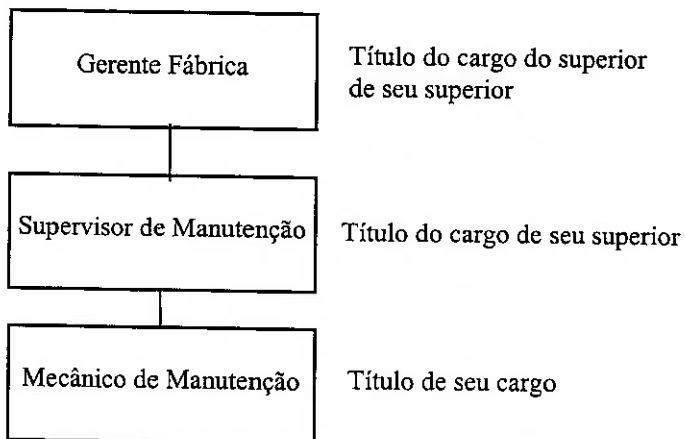 Gerente Fábrica
Título do cargo do superior
de seu superior
Supervisor de Manutenção
Título do cargo de seu superior
Mecânico de Manutenção
Título de seu cargo